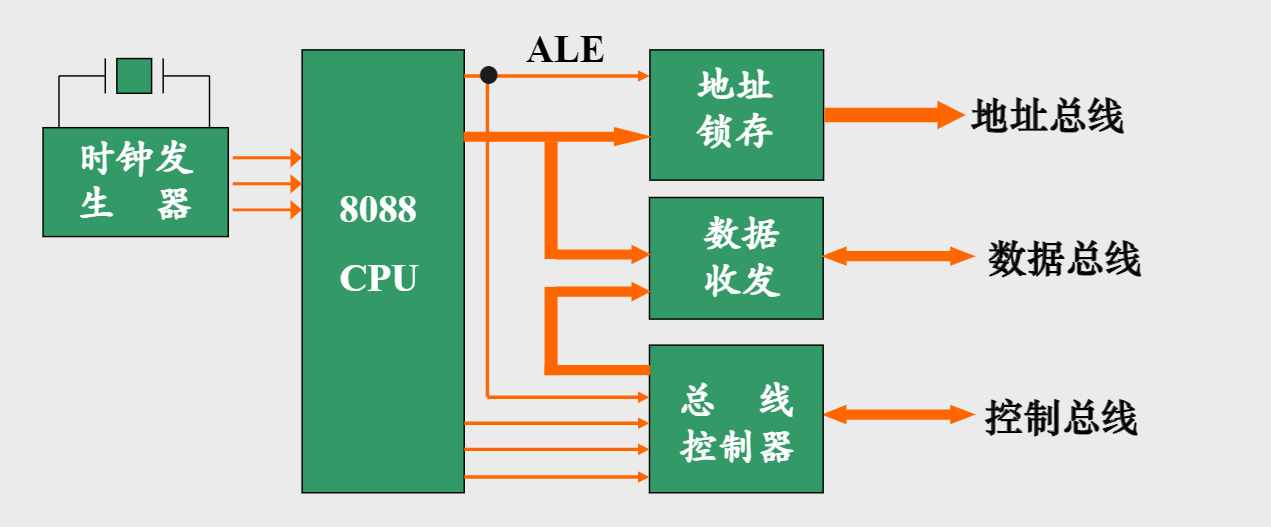 ALE
地址
锁存
地址总线
时钟发
生 器
8088
CPU
数据
收发
数据总线
总 线
控制器
控制总线